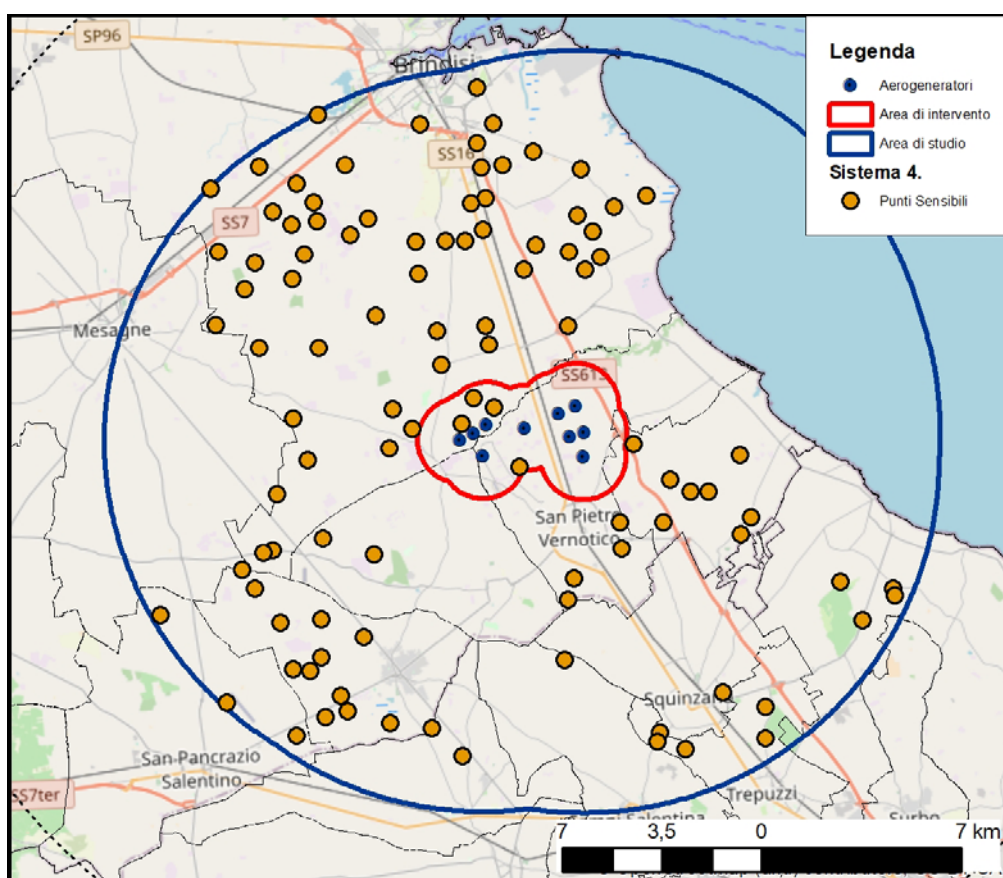 SP96
Brindisi
SS16
SS7
Mesagne
SS613
San Pietro
Vernotico
Squinzano
San Pancrazio
Salentino
SS7ter
Trepuzzi
Surbo
Legenda
Aerogeneratori
Area di intervento
Area di studio
Sistema 4.
Punti Sensibili
7
3,5
0
7 km